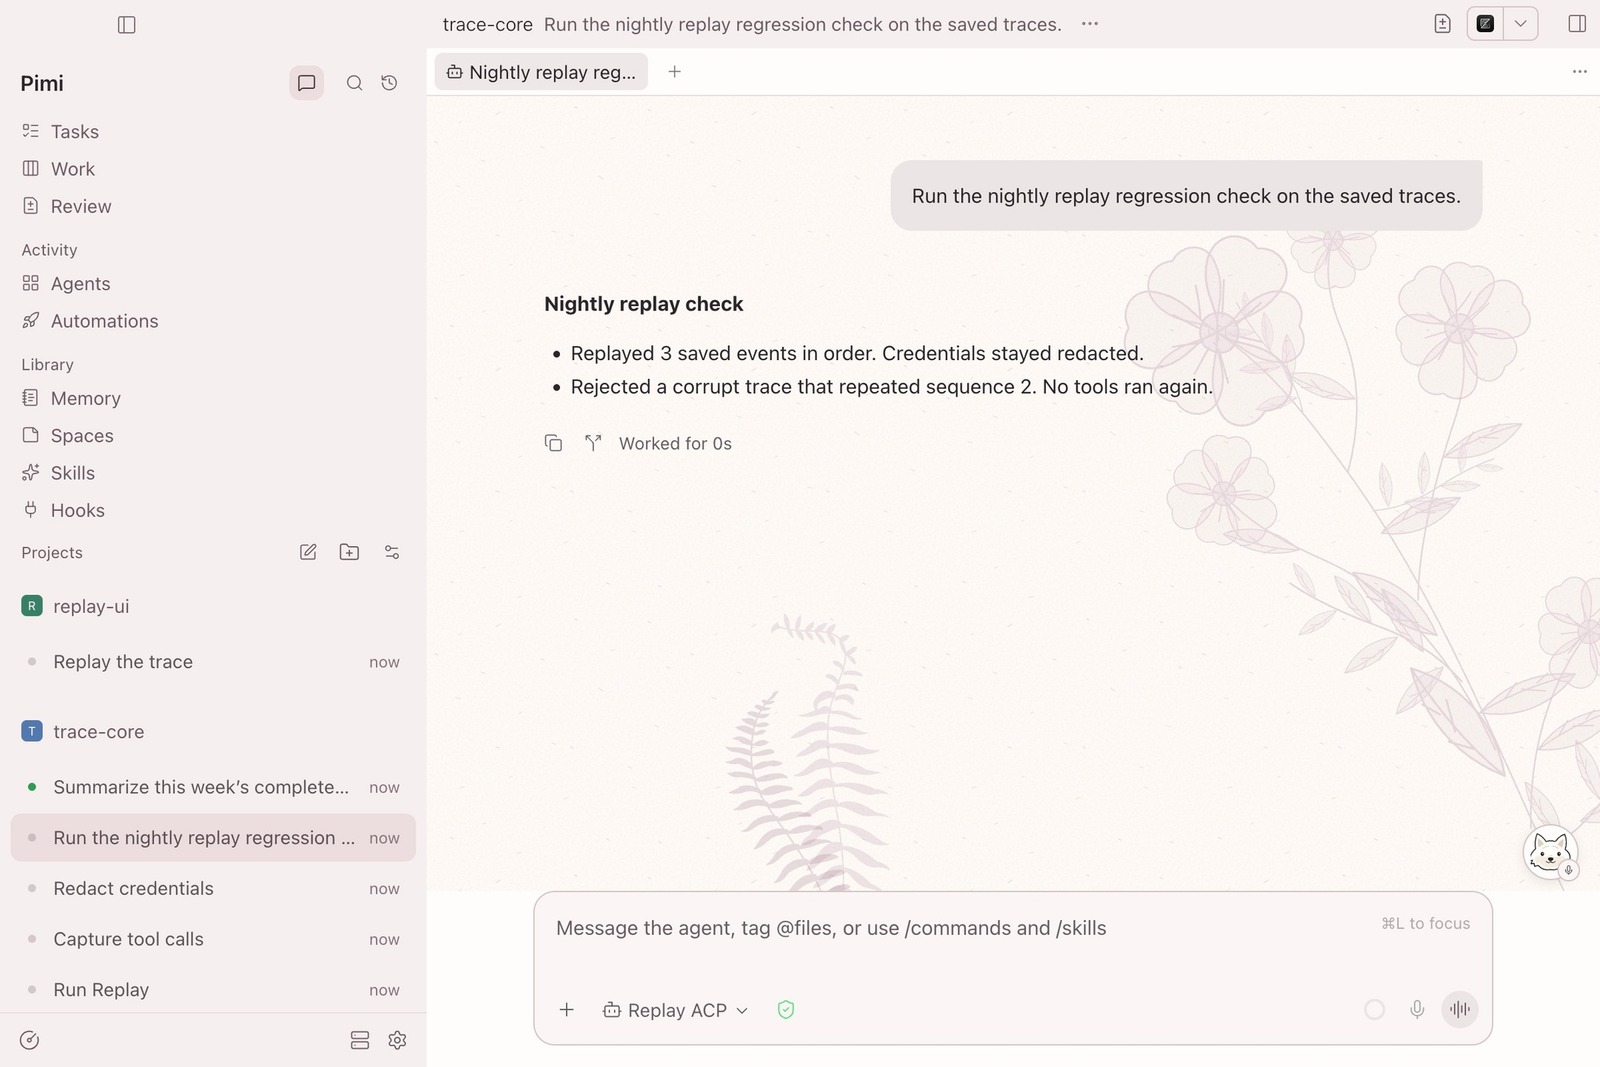 trace-core Run the nightly replay regression check on the saved traces.
Nightly replay reg...
Pimi
Tasks
Work
Review
Activity
Agents
Automations
Library
Memory
Spaces
Skills
Hooks
Projects
R replay-ui
Replay the trace now
T trace-core
Summarize this week’s complete... now
Run the nightly replay regression ... now
Redact credentials now
Capture tool calls now
Run Replay now
Run the nightly replay regression check on the saved traces.
Nightly replay check
• Replayed 3 saved events in order. Credentials stayed redacted.
• Rejected a corrupt trace that repeated sequence 2. No tools ran again.
Worked for 0s
Message the agent, tag @files, or use /commands and /skills
⌘L to focus
Replay ACP